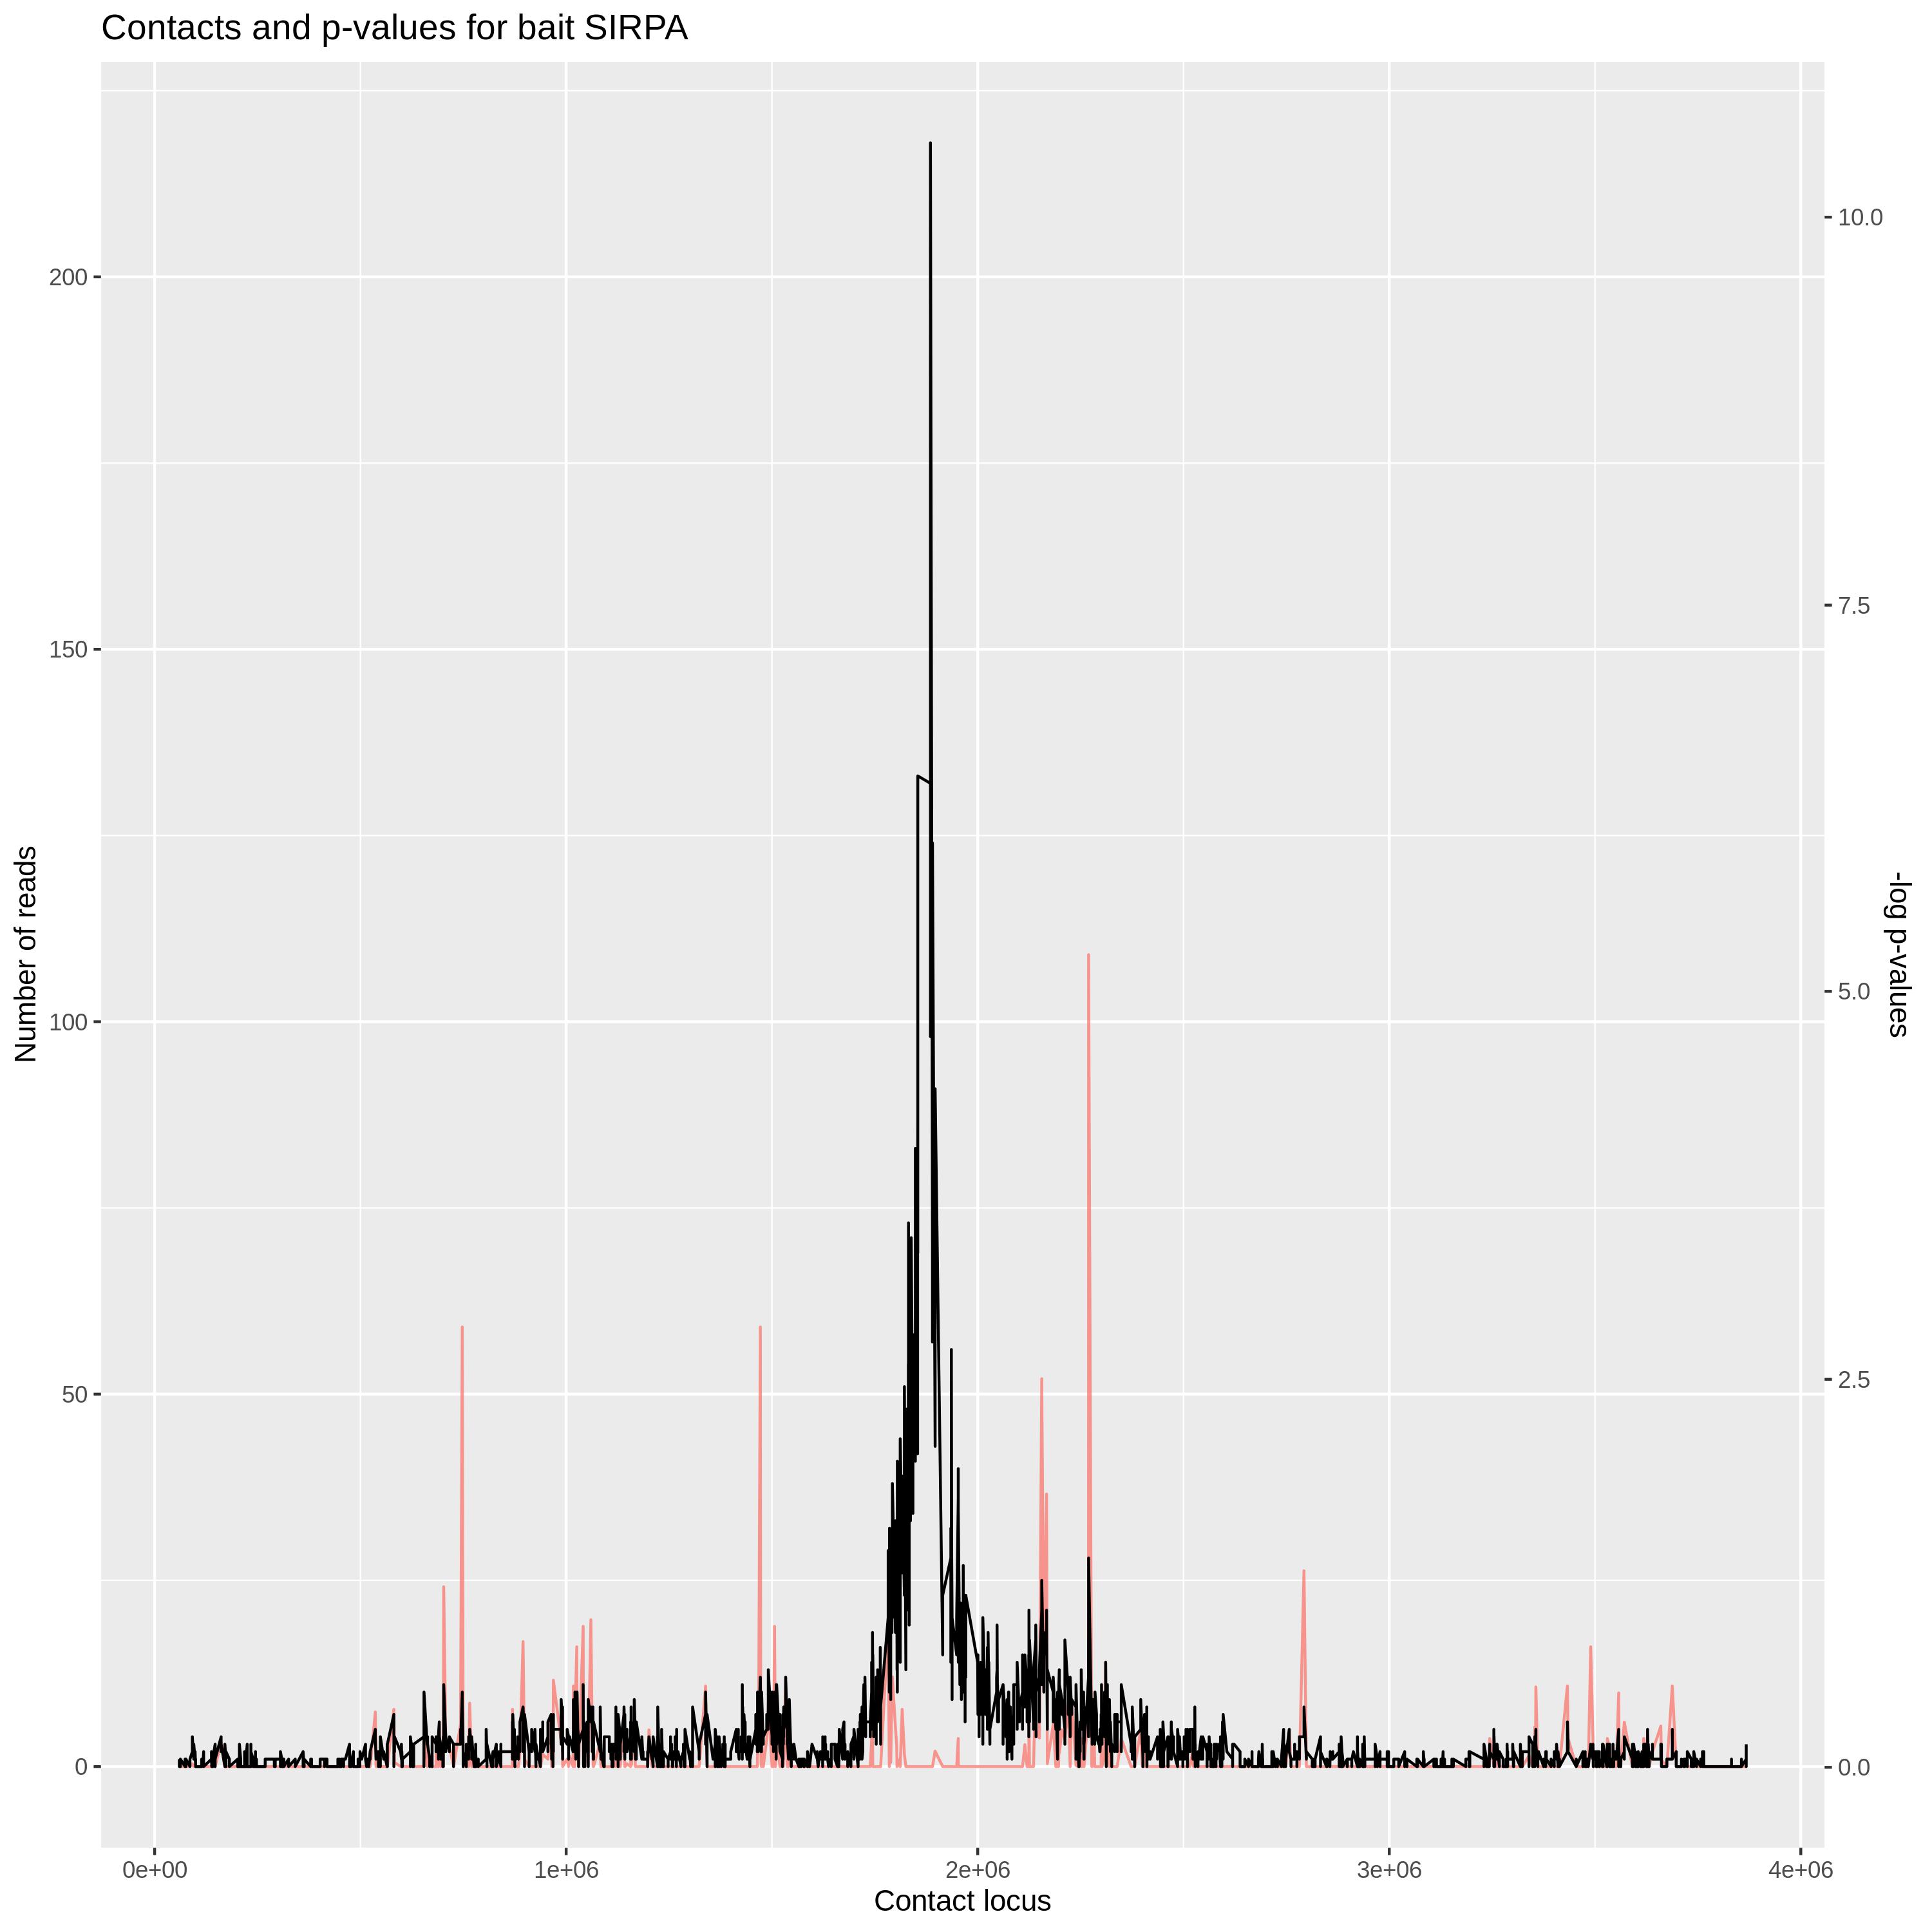 Contacts and p-values for bait SIRPA
Number of reads
200
150
100
50
0
10.0
7.5
5.0
2.5
0.0
-log p-values
0e+00
1e+06
2e+06
3e+06
4e+06
Contact locus